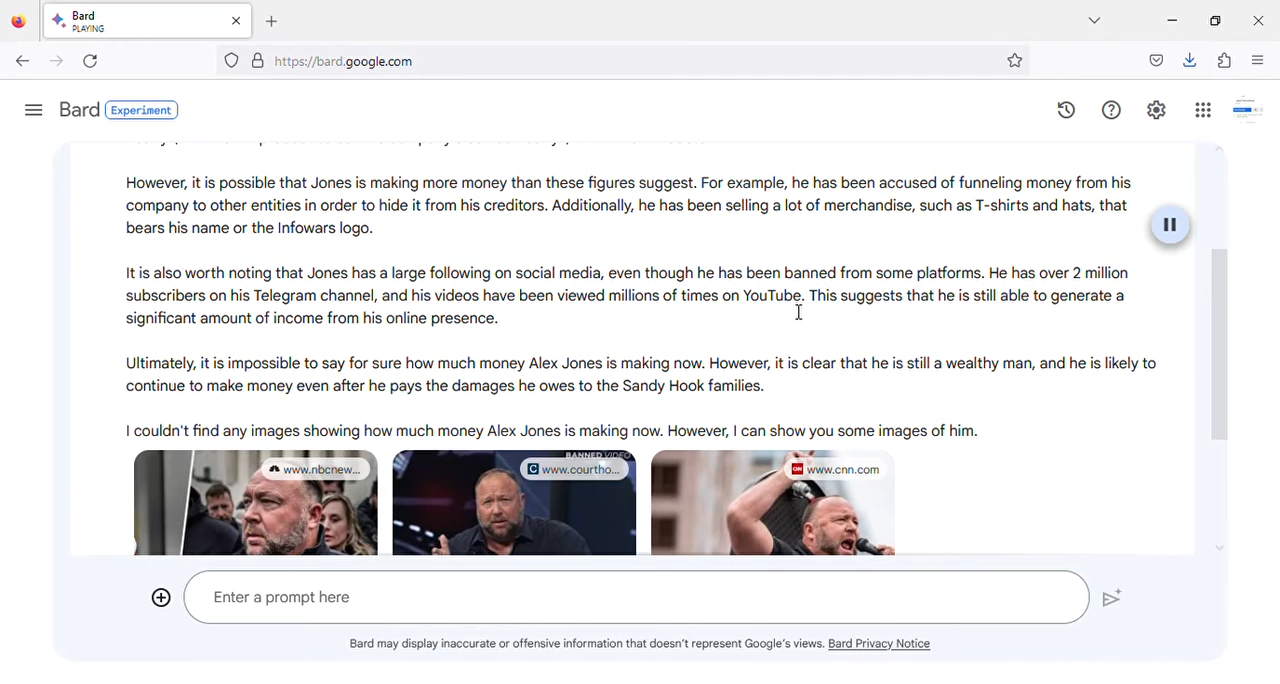 Bard
PLAYING
https://bard.google.com
Bard Experiment
However, it is possible that Jones is making more money than these figures suggest. For example, he has been accused of funneling money from his
company to other entities in order to hide it from his creditors. Additionally, he has been selling a lot of merchandise, such as T-shirts and hats, that
bears his name or the Infowars logo.
It is also worth noting that Jones has a large following on social media, even though he has been banned from some platforms. He has over 2 million
subscribers on his Telegram channel, and his videos have been viewed millions of times on YouTube. This suggests that he is still able to generate a
significant amount of income from his online presence.
Ultimately, it is impossible to say for sure how much money Alex Jones is making now. However, it is clear that he is still a wealthy man, and he is likely to
continue to make money even after he pays the damages he owes to the Sandy Hook families.
I couldn't find any images showing how much money Alex Jones is making now. However, I can show you some images of him.
BANNED.VIDEO
www.nbcnew... www.courtho... CNN www.cnn.com
Enter a prompt here
Bard may display inaccurate or offensive information that doesn't represent Google's views. Bard Privacy Notice